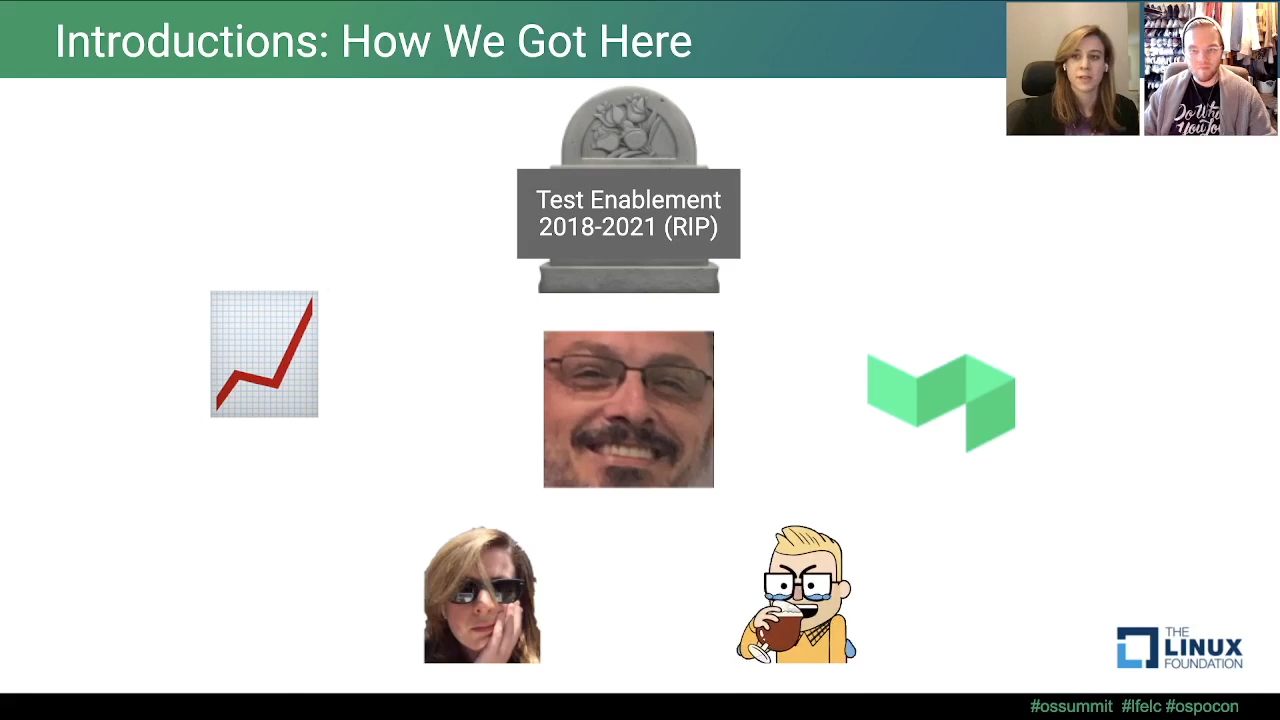 Introductions: How We Got Here
Test Enablement
2018-2021 (RIP)
THE
LINUX
FOUNDATION
#ossummit #lfelc #ospocon